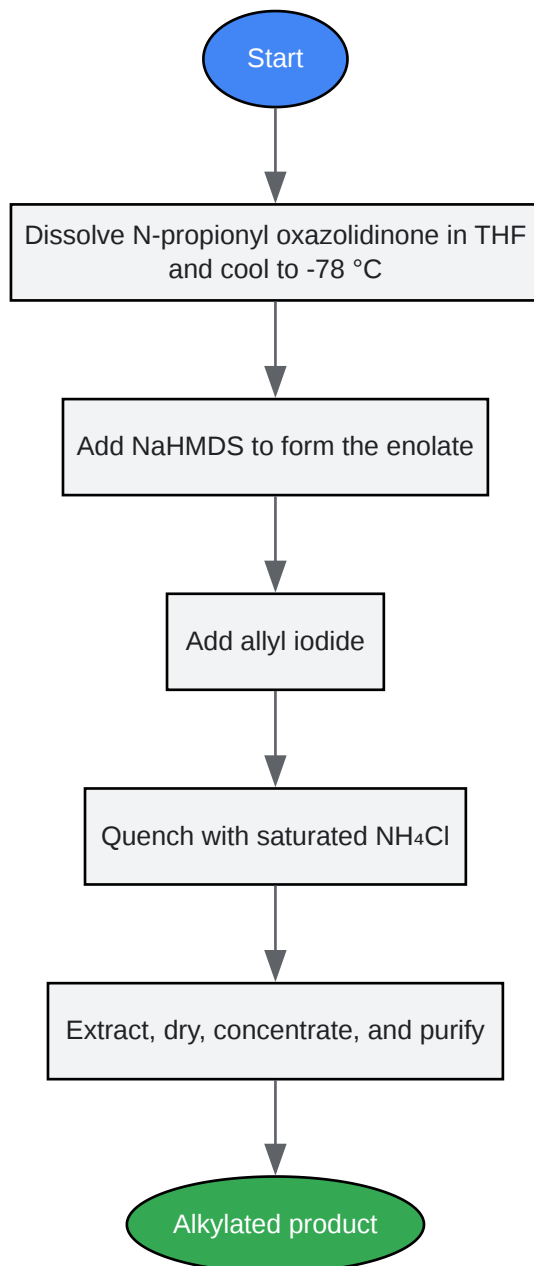 Start
Dissolve N-propionyl oxazolidinone in THF
and cool to -78 °C
Add NaHMDS to form the enolate
Add allyl iodide
Quench with saturated NH₄Cl
Extract, dry, concentrate, and purify
Alkylated product